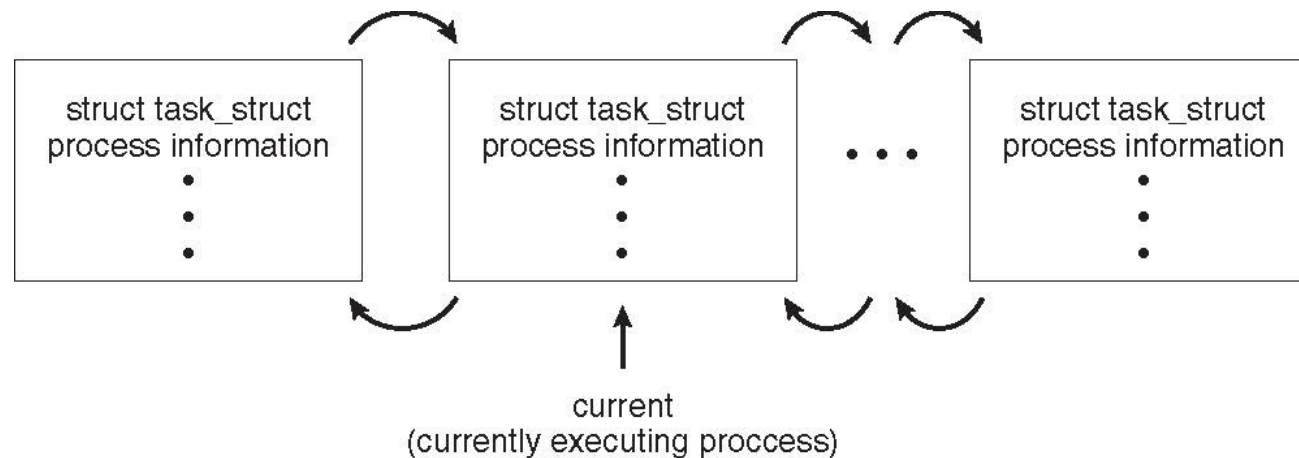 struct task_struct
process information
struct task_struct
process information
struct task_struct
process information
current
(currently executing proccess)